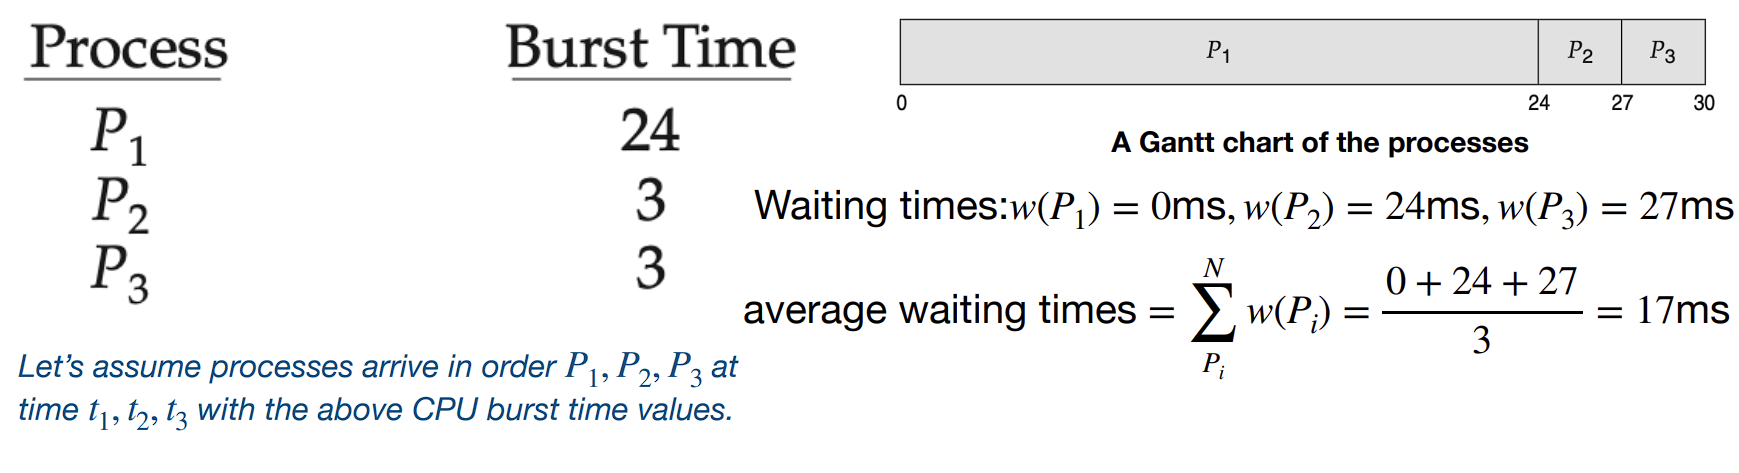 Process Burst Time
P₁ 24
P₂ 3
P₃ 3
Let's assume processes arrive in order P₁, P₂, P₃ at
time t₁, t₂, t₃ with the above CPU burst time values.
P₁ P₂ P₃
0 24 27 30
A Gantt chart of the processes
Waiting times:w(P₁) = 0ms, w(P₂) = 24ms, w(P₃) = 27ms
average waiting times = ∑_{Pᵢ}^{N} w(Pᵢ) = (0 + 24 + 27)/3 = 17ms